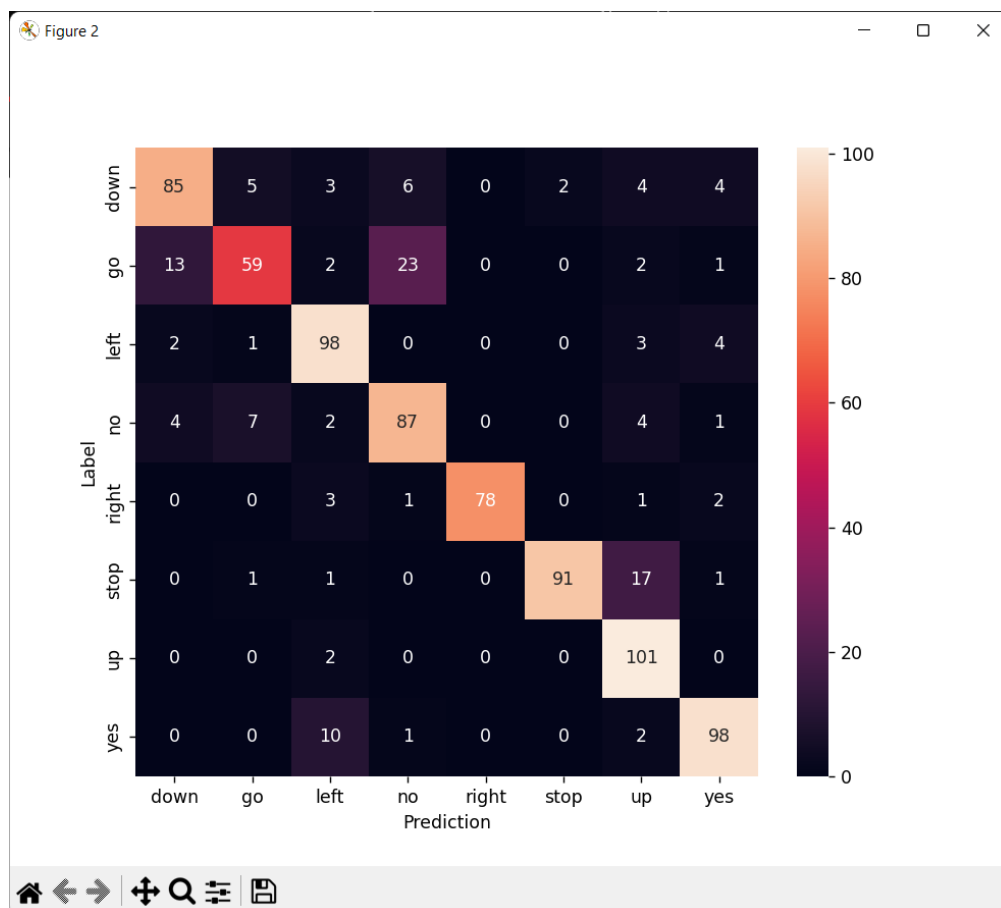 Figure 2
down 85 5 3 6 0 2 4 4
go 13 59 2 23 0 0 2 1
left 2 1 98 0 0 0 3 4
no 4 7 2 87 0 0 4 1
right 0 0 3 1 78 0 1 2
stop 0 1 1 0 0 91 17 1
up 0 0 2 0 0 0 101 0
yes 0 0 10 1 0 0 2 98
down go left no right stop up yes
Prediction
Label
100
80
60
40
20
0